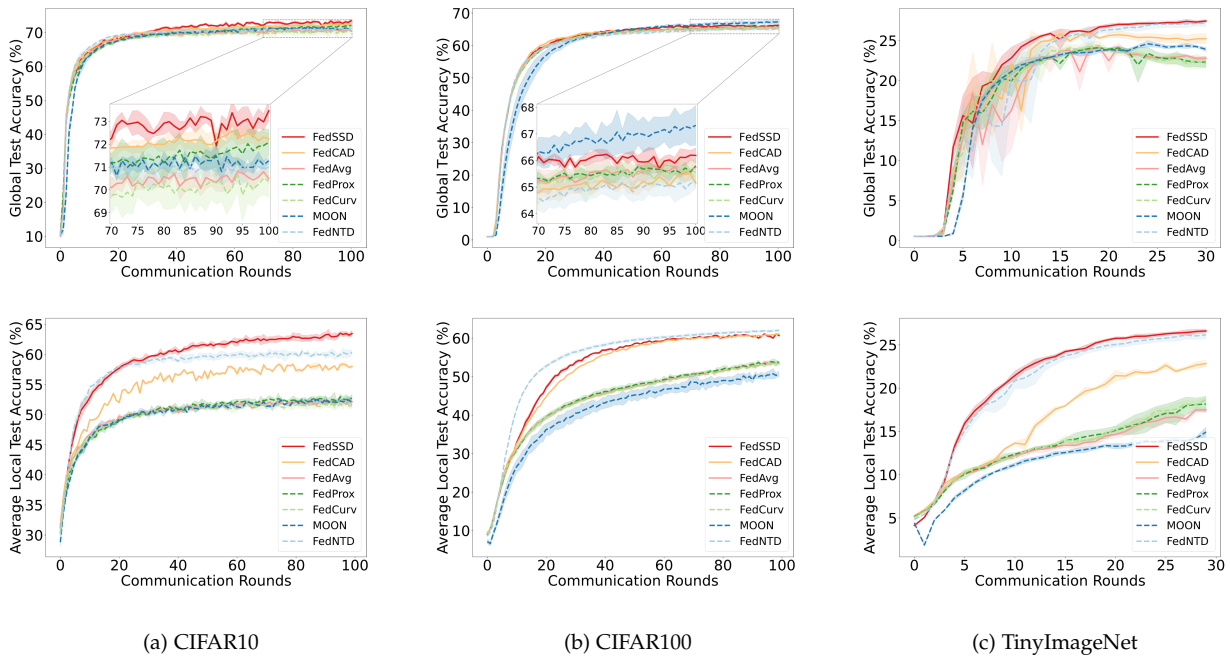 Global Test Accuracy (%)
70
60
50
40
30
20
10
73
72
71
70
69
70 75 80 85 90 95 100
FedSSD
FedCAD
FedAvg
FedProx
FedCurv
MOON
FedNTD
0 20 40 60 80 100
Communication Rounds
Global Test Accuracy (%)
70
60
50
40
30
20
10
0
68
67
66
65
64
70 75 80 85 90 95 100
FedSSD
FedCAD
FedAvg
FedProx
FedCurv
MOON
FedNTD
0 20 40 60 80 100
Communication Rounds
Global Test Accuracy (%)
25
20
15
10
5
0
FedSSD
FedCAD
FedAvg
FedProx
FedCurv
MOON
FedNTD
0 5 10 15 20 25 30
Communication Rounds
Average Local Test Accuracy (%)
65
60
55
50
45
40
35
30
FedSSD
FedCAD
FedAvg
FedProx
FedCurv
MOON
FedNTD
0 20 40 60 80 100
Communication Rounds
Average Local Test Accuracy (%)
60
50
40
30
20
10
FedSSD
FedCAD
FedAvg
FedProx
FedCurv
MOON
FedNTD
0 20 40 60 80 100
Communication Rounds
Average Local Test Accuracy (%)
25
20
15
10
5
FedSSD
FedCAD
FedAvg
FedProx
FedCurv
MOON
FedNTD
0 5 10 15 20 25 30
Communication Rounds
(a) CIFAR10
(b) CIFAR100
(c) TinyImageNet